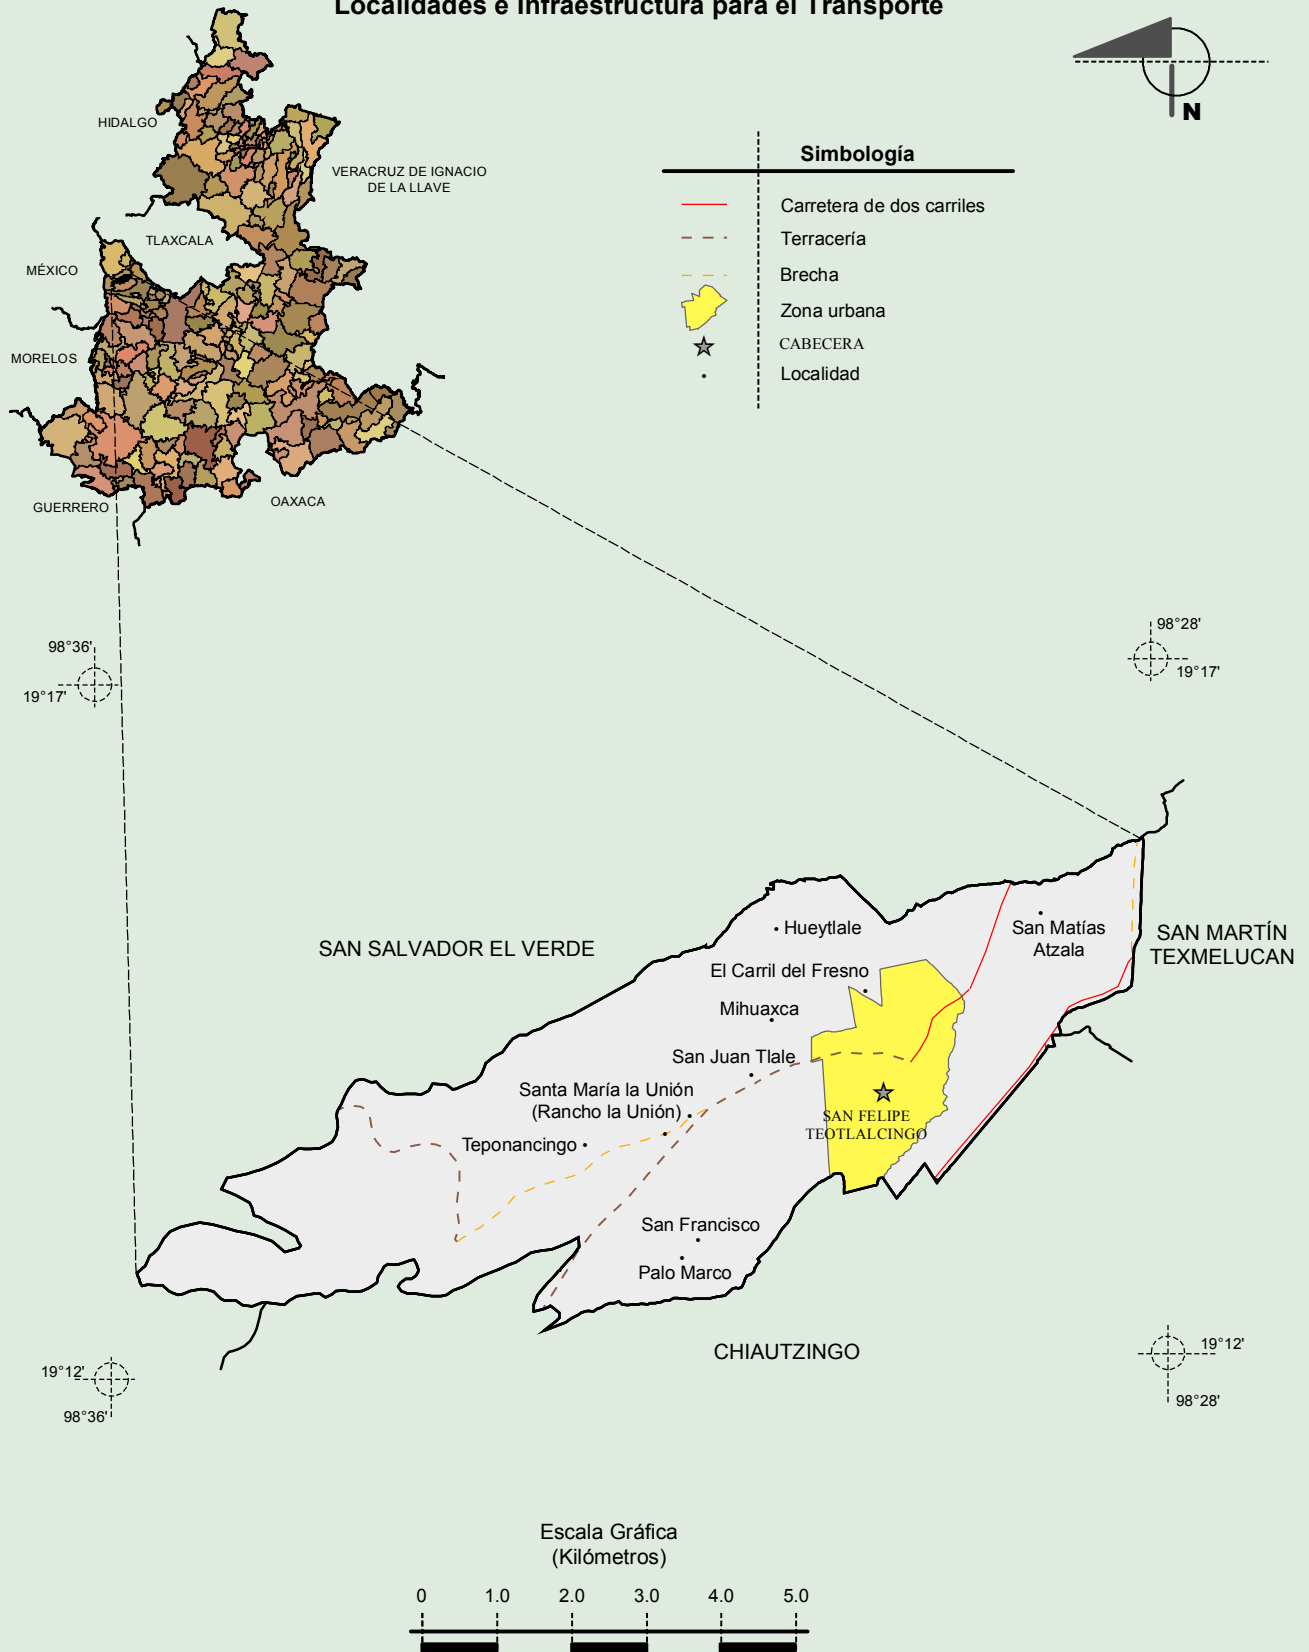 Localidades e Infraestructura para el Transporte
N
HIDALGO
VERACRUZ DE IGNACIO
DE LA LLAVE
TLAXCALA
MÉXICO
MORELOS
GUERRERO
OAXACA
Simbología
Carretera de dos carriles
Terracería
Brecha
Zona urbana
CABECERA
Localidad
98°36'
19°17'
98°28'
19°17'
SAN SALVADOR EL VERDE
Hueytlale
San Matías
Atzala
SAN MARTÍN
TEXMELUCAN
El Carril del Fresno
Mihuaxca
San Juan Tlale
Santa María la Unión
(Rancho la Unión)
Teponancingo
SAN FELIPE
TEOTLALCINGO
San Francisco
Palo Marco
CHIAUTZINGO
19°12'
98°36'
19°12'
98°28'
Escala Gráfica
(Kilómetros)
0 1.0 2.0 3.0 4.0 5.0